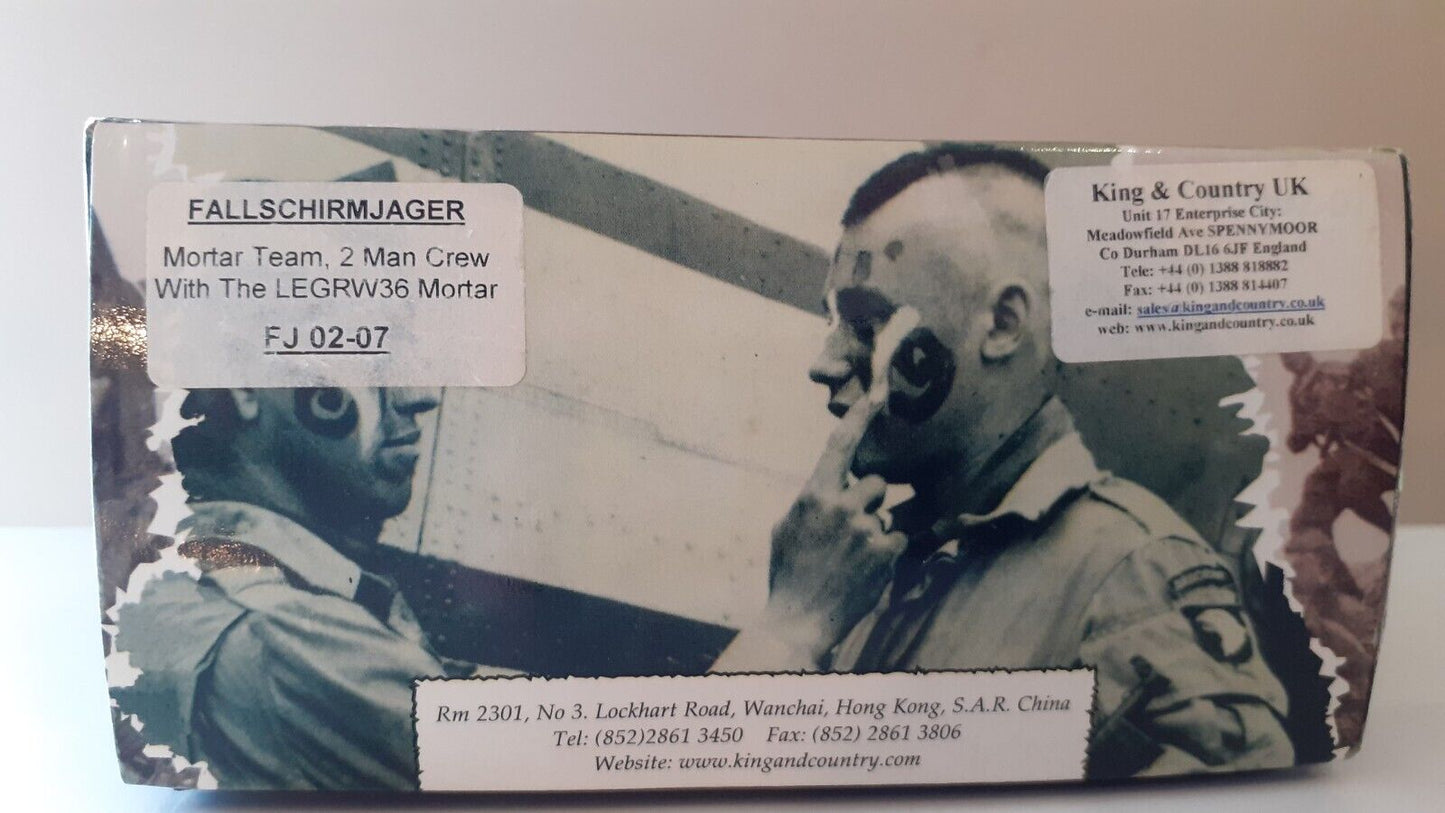 FALLSCHIRMJAGER
Mortar Team, 2 Man Crew
With The LEGRW36 Mortar
FJ 02-07
King & Country UK
Unit 17 Enterprise City:
Meadowfield Ave SPENNYMOOR
Co Durham DL16 6JF England
Tele: +44 (0) 1388 818882
Fax: +44 (0) 1388 814407
e-mail: sales@kingandcountry.co.uk
web: www.kingandcountry.co.uk
Rm 2301, No 3. Lockhart Road, Wanchai, Hong Kong, S.A.R. China
Tel: (852)2861 3450 Fax: (852) 2861 3806
Website: www.kingandcountry.com